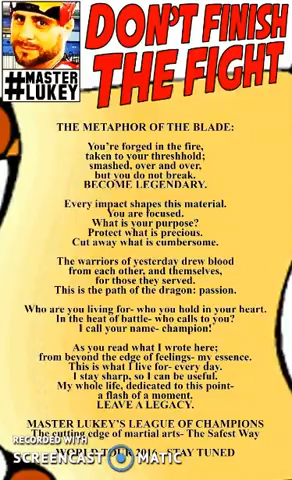 DON'T FINISH
THE FIGHT
#MASTER
LUKEY
THE METAPHOR OF THE BLADE:
You're forged in the fire,
taken to your threshhold;
smashed, over and over,
but you do not break.
BECOME LEGENDARY.
Every impact shapes this material.
You are focused.
What is your purpose?
Protect what is precious.
Cut away what is cumbersome.
The warriors of yesterday drew blood
from each other, and themselves,
for those they served.
This is the path of the dragon: passion.
Who are you living for- who you hold in your heart.
In the heat of battle- who calls to you?
I call your name- champion!
As you read what I wrote here;
from beyond the edge of feelings- my essence.
This is what I live for- every day.
I stay sharp, so I can be useful.
My whole life, dedicated to this point-
a flash of a moment.
LEAVE A LEGACY.
MASTER LUKEY'S LEAGUE OF CHAMPIONS
The cutting edge of martial arts- The Safest Way
RECORDED WITH
SCREENCAST-O-MATIC
WORLD TOUR STAY TUNED